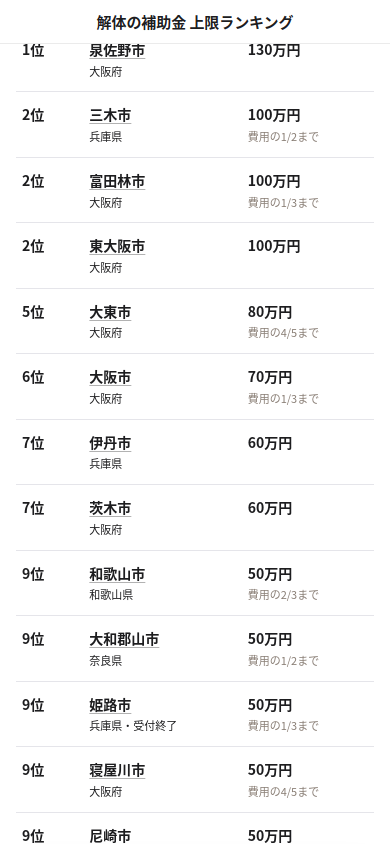 解体の補助金 上限ランキング
1位 泉佐野市 130万円
大阪府
2位 三木市 100万円
兵庫県 費用の1/2まで
2位 富田林市 100万円
大阪府 費用の1/3まで
2位 東大阪市 100万円
大阪府
5位 大東市 80万円
大阪府 費用の4/5まで
6位 大阪市 70万円
大阪府 費用の1/3まで
7位 伊丹市 60万円
兵庫県
7位 茨木市 60万円
大阪府
9位 和歌山市 50万円
和歌山県 費用の2/3まで
9位 大和郡山市 50万円
奈良県 費用の1/2まで
9位 姫路市 50万円
兵庫県・受付終了 費用の1/3まで
9位 寝屋川市 50万円
大阪府 費用の4/5まで
9位 尼崎市 50万円